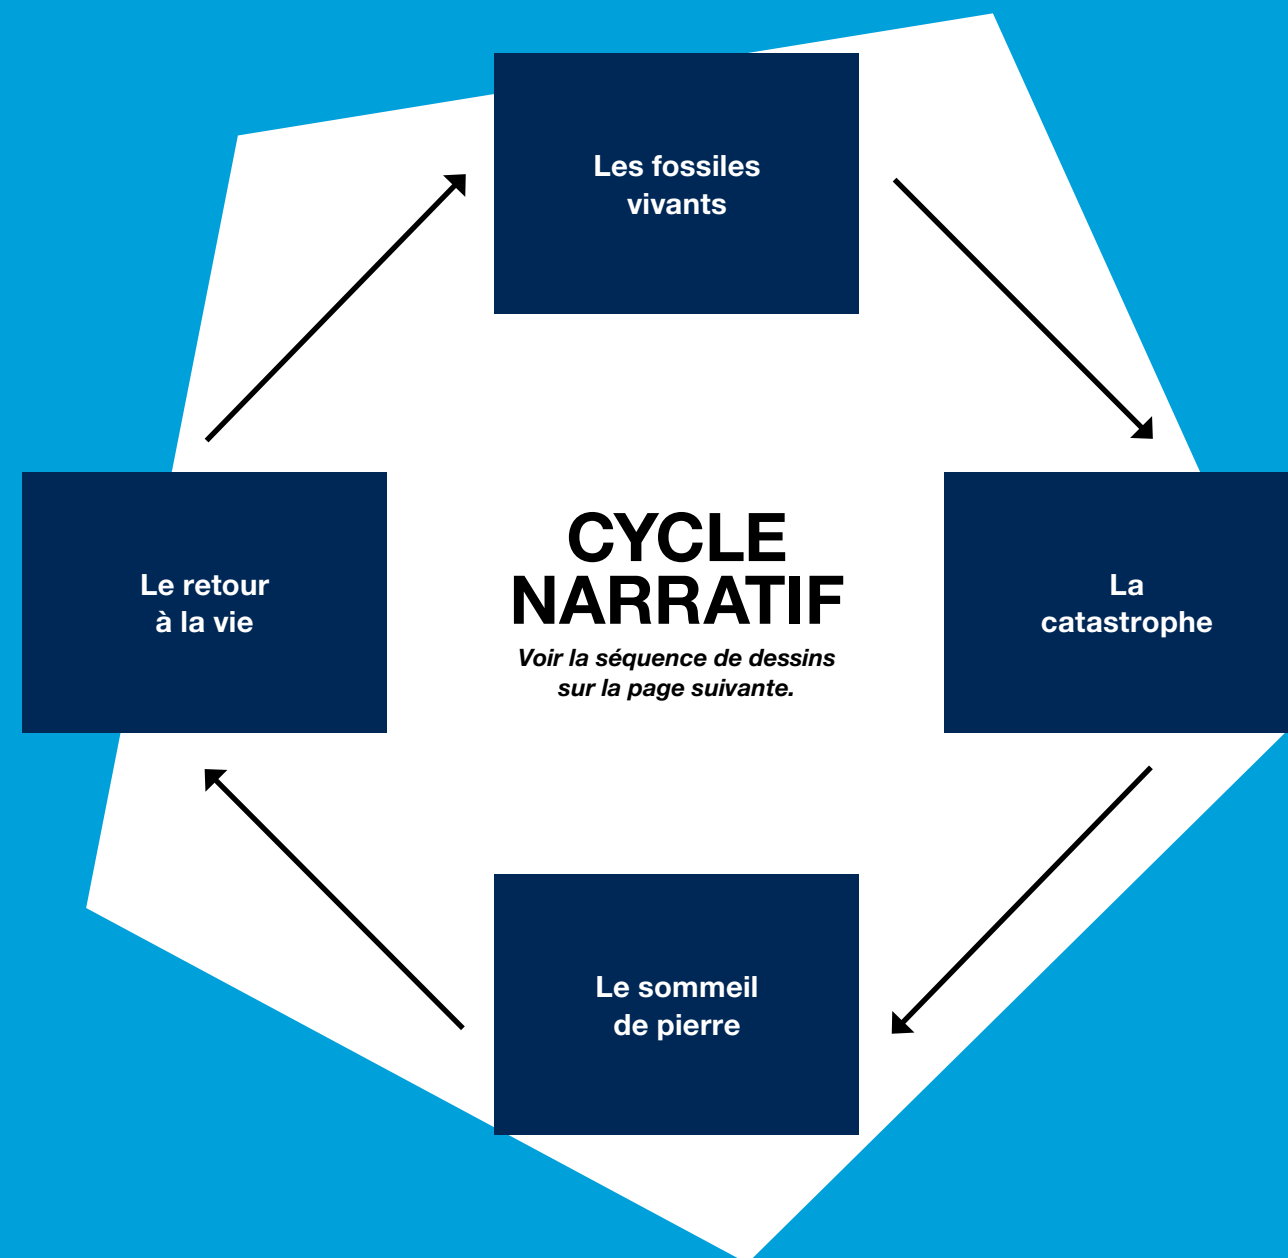 Les fossiles
vivants
Le retour
à la vie
CYCLE
NARRATIF
Voir la séquence de dessins
sur la page suivante.
La
catastrophe
Le sommeil
de pierre